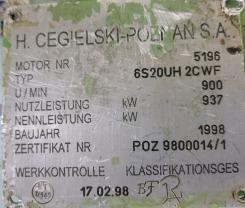 H. CEGIELSKI-POZNAŃ S.A.
MOTOR NR 5196
TYP 6S20UH 2CWF
U/MIN 900
NUTZLEISTUNG kW 937
NENNLEISTUNG kW
BAUJAHR 1998
ZERTIFIKAT NR POZ 9800014/1
WERKKONTROLLE KLASSIFIKATIONSGES
17.02.98